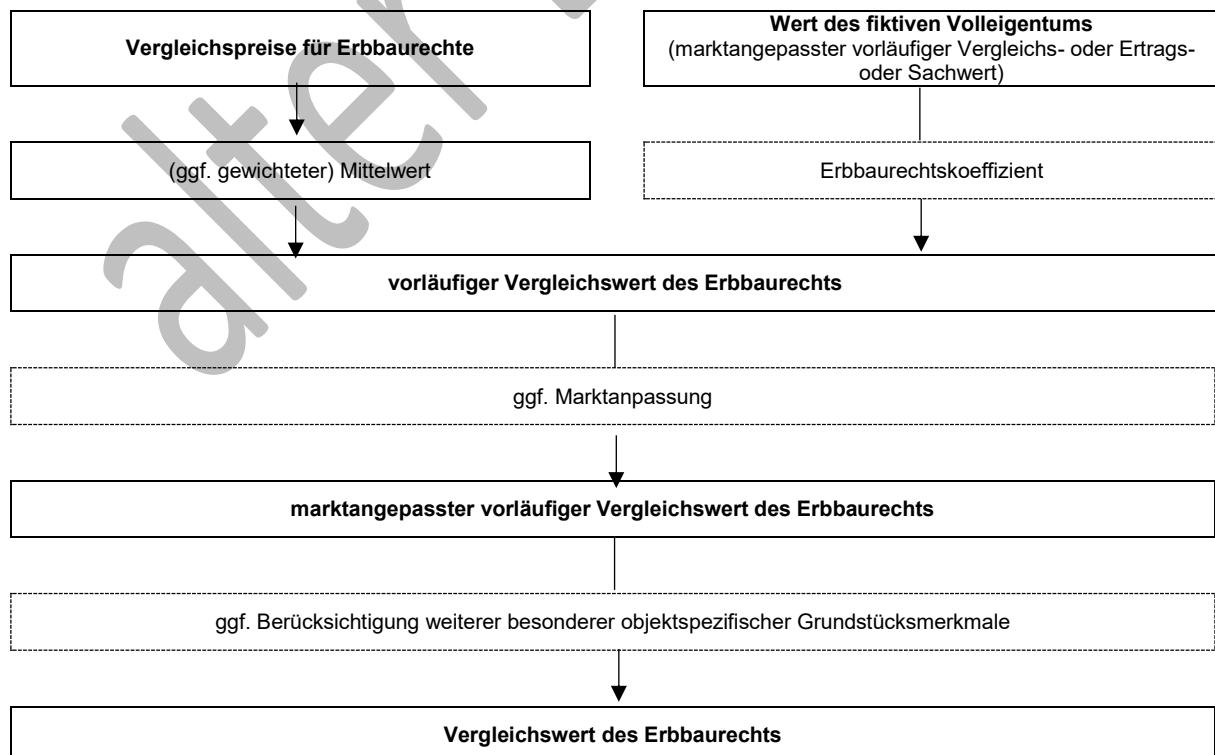 Vergleichspreise für Erbbaurechte
Wert des fiktiven Volleigentums
(marktangepasster vorläufiger Vergleichs- oder Ertrags-
oder Sachwert)
(ggf. gewichteter) Mittelwert
Erbbaurechtskoeffizient
vorläufiger Vergleichswert des Erbbaurechts
ggf. Marktanpassung
marktangepasster vorläufiger Vergleichswert des Erbbaurechts
ggf. Berücksichtigung weiterer besonderer objektspezifischer Grundstücksmerkmale
Vergleichswert des Erbbaurechts
alter